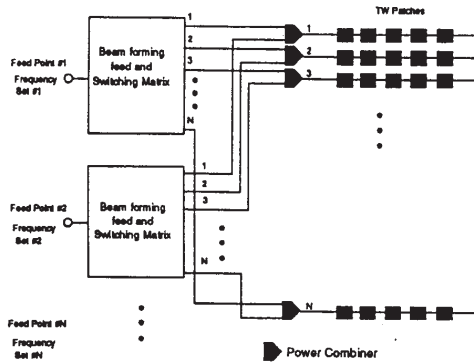 TW Patches
1
2
3
N
Beam forming
feed and
Switching Matrix
Feed Point #1
Frequency
Set #1
1
2
3
N
Beam forming
feed and
Switching Matrix
Feed Point #2
Frequency
Set #2
1
2
3
N
Feed Point #N
Frequency
Set #N
N
Power Combiner